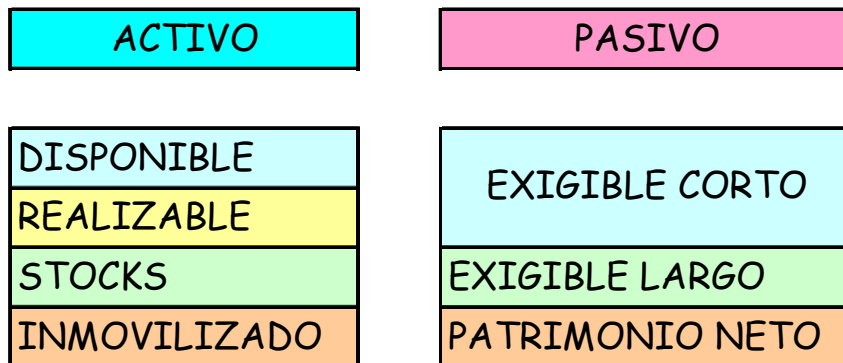 ACTIVO
PASIVO
DISPONIBLE
REALIZABLE
STOCKS
INMOVILIZADO
EXIGIBLE CORTO
EXIGIBLE LARGO
PATRIMONIO NETO